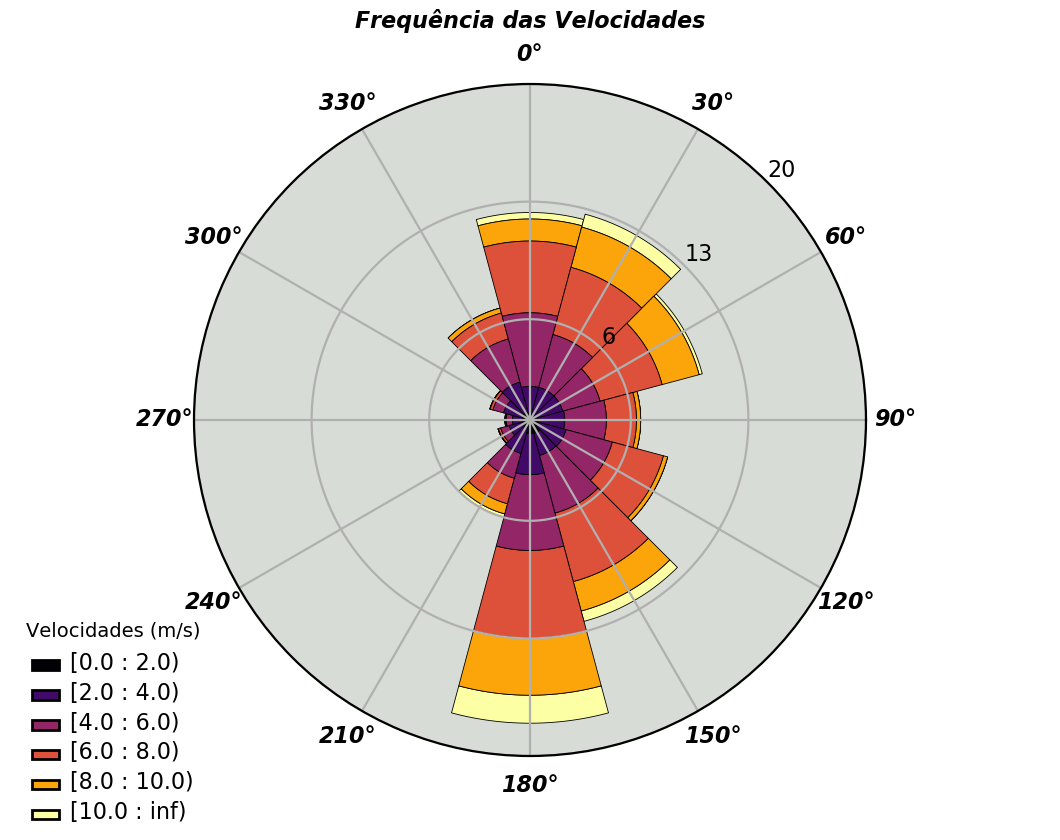 Frequência das Velocidades
0°
330°
30°
20
300°
60°
13
6
270°
90°
240°
120°
210°
150°
180°
Velocidades (m/s)
[0.0 : 2.0)
[2.0 : 4.0)
[4.0 : 6.0)
[6.0 : 8.0)
[8.0 : 10.0)
[10.0 : inf)